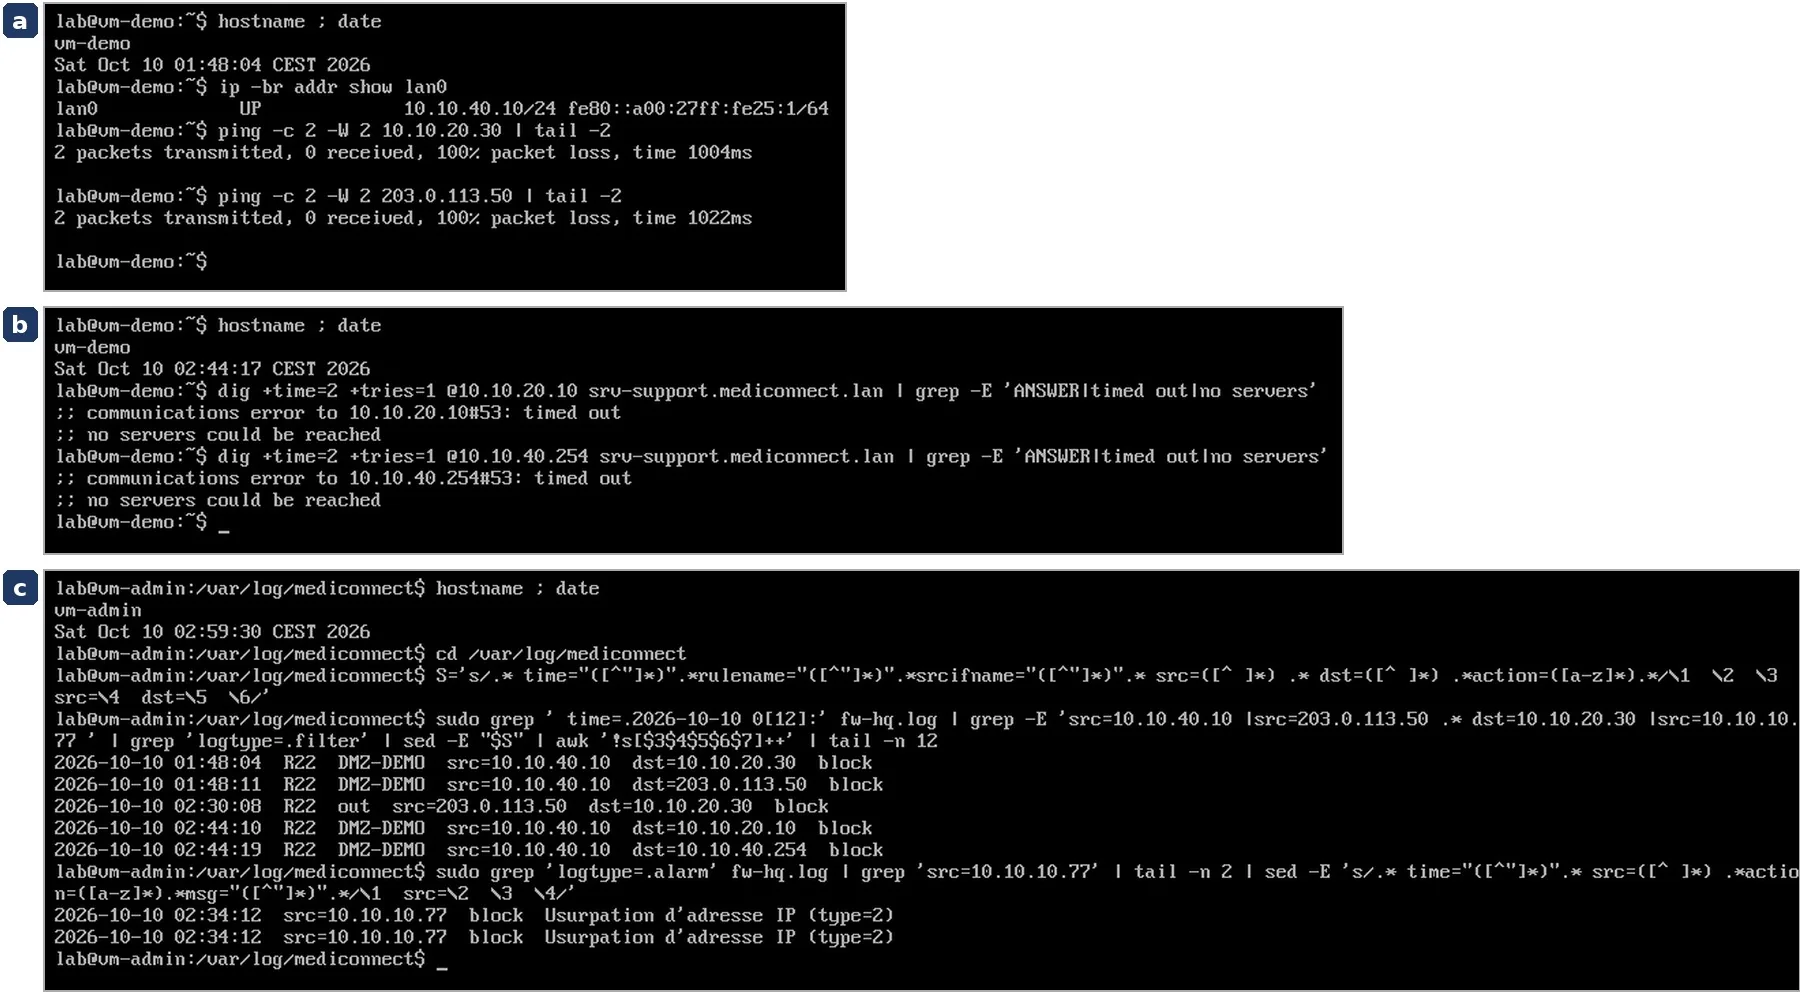 a
lab@vm-demo:~$ hostname ; date
vm-demo
Sat Oct 10 01:48:04 CEST 2026
lab@vm-demo:~$ ip -br addr show lan0
lan0             UP             10.10.40.10/24 fe80::a00:27ff:fe25:1/64
lab@vm-demo:~$ ping -c 2 -W 2 10.10.20.30 | tail -2
2 packets transmitted, 0 received, 100% packet loss, time 1004ms
lab@vm-demo:~$ ping -c 2 -W 2 203.0.113.50 | tail -2
2 packets transmitted, 0 received, 100% packet loss, time 1022ms
lab@vm-demo:~$
b
lab@vm-demo:~$ hostname ; date
vm-demo
Sat Oct 10 02:44:17 CEST 2026
lab@vm-demo:~$ dig +time=2 +tries=1 @10.10.20.10 srv-support.mediconnect.lan | grep -E 'ANSWER|timed out|no servers'
;; communications error to 10.10.20.10#53: timed out
;; no servers could be reached
lab@vm-demo:~$ dig +time=2 +tries=1 @10.10.40.254 srv-support.mediconnect.lan | grep -E 'ANSWER|timed out|no servers'
;; communications error to 10.10.40.254#53: timed out
;; no servers could be reached
lab@vm-demo:~$ _
c
lab@vm-admin:/var/log/mediconnect$ hostname ; date
vm-admin
Sat Oct 10 02:59:30 CEST 2026
lab@vm-admin:/var/log/mediconnect$ cd /var/log/mediconnect
lab@vm-admin:/var/log/mediconnect$ S='s/.* time="([^"]*)".*rulename="([^"]*)".*srcifname="([^"]*)".* src=([^ ]*) .* dst=([^ ]*) .*action=([a-z]*).*/\1  \2  \3
src=\4  dst=\5  \6/'
lab@vm-admin:/var/log/mediconnect$ sudo grep ' time=.2026-10-10 0[12]:' fw-hq.log | grep -E 'src=10.10.40.10 |src=203.0.113.50 .* dst=10.10.20.30 |src=10.10.10.
77 ' | grep 'logtype=.filter' | sed -E "$S" | awk '!s[$3$4$5$6$7]++' | tail -n 12
2026-10-10 01:48:04  R22  DMZ-DEMO  src=10.10.40.10  dst=10.10.20.30  block
2026-10-10 01:48:11  R22  DMZ-DEMO  src=10.10.40.10  dst=203.0.113.50  block
2026-10-10 02:30:08  R22  out  src=203.0.113.50  dst=10.10.20.30  block
2026-10-10 02:44:10  R22  DMZ-DEMO  src=10.10.40.10  dst=10.10.20.10  block
2026-10-10 02:44:19  R22  DMZ-DEMO  src=10.10.40.10  dst=10.10.40.254  block
lab@vm-admin:/var/log/mediconnect$ sudo grep 'logtype=.alarm' fw-hq.log | grep 'src=10.10.10.77' | tail -n 2 | sed -E 's/.* time="([^"]*)".* src=([^ ]*) .*actio
n=([a-z]*).*msg="([^"]*)".*/\1  src=\2  \3  \4/'
2026-10-10 02:34:12  src=10.10.10.77  block  Usurpation d'adresse IP (type=2)
2026-10-10 02:34:12  src=10.10.10.77  block  Usurpation d'adresse IP (type=2)
lab@vm-admin:/var/log/mediconnect$ _